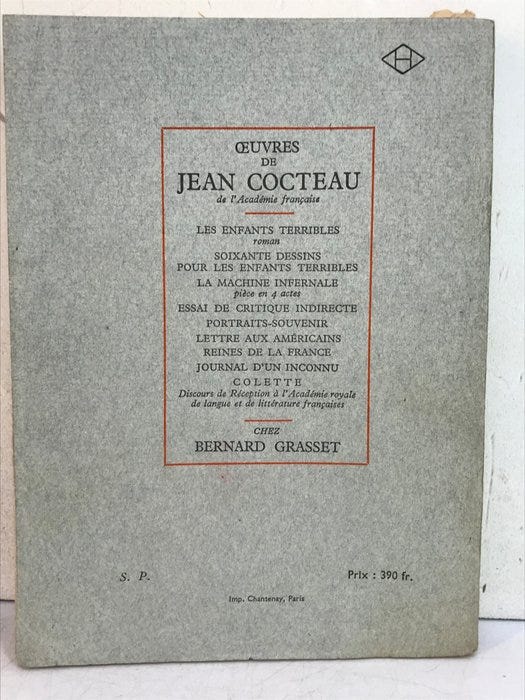 H
ŒUVRES
DE
JEAN COCTEAU
de l'Académie française
LES ENFANTS TERRIBLES
roman
SOIXANTE DESSINS
POUR LES ENFANTS TERRIBLES
LA MACHINE INFERNALE
pièce en 4 actes
ESSAI DE CRITIQUE INDIRECTE
PORTRAITS-SOUVENIR
LETTRE AUX AMÉRICAINS
REINES DE LA FRANCE
JOURNAL D'UN INCONNU
COLETTE
Discours de Réception à l'Académie royale
de langue et de littérature françaises
CHEZ
BERNARD GRASSET
S. P.
Prix : 390 fr.
Imp. Chantenay, Paris